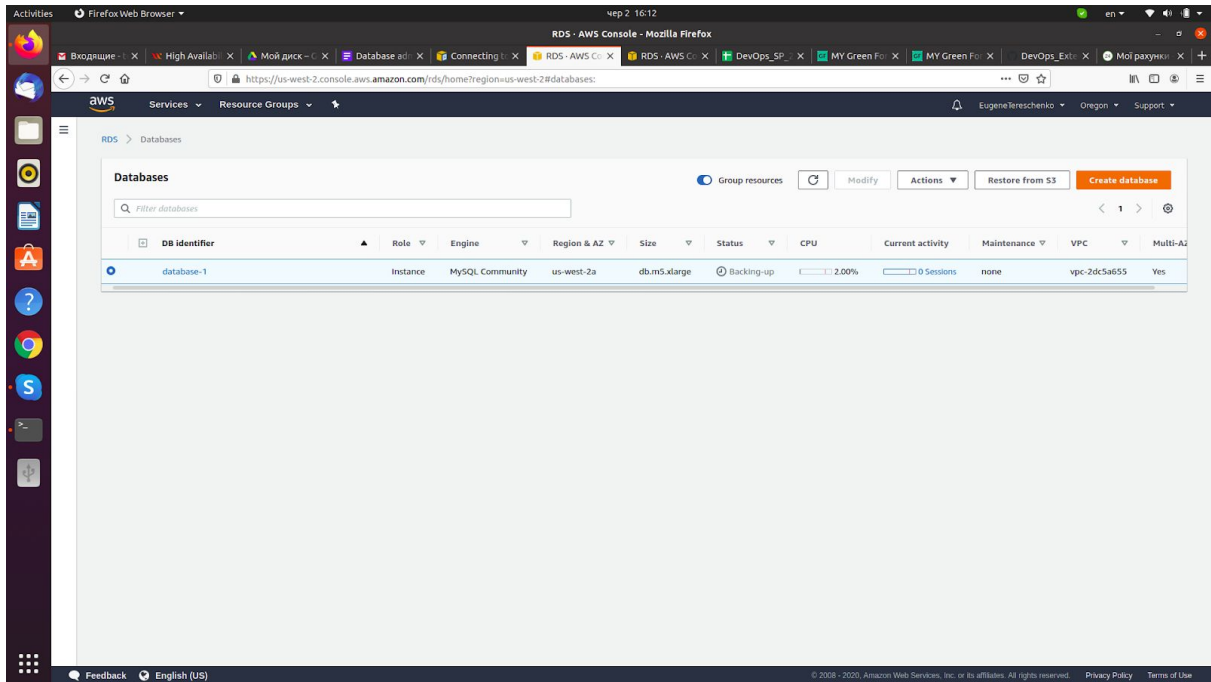 Activities Firefox Web Browser чер 2 16:12 en
RDS · AWS Console - Mozilla Firefox
Входящие - High Availabil Мой диск – Database adm Connecting to RDS · AWS Co RDS · AWS Co DevOps_SP_2 MY Green For MY Green For DevOps_Exte Мої рахунки
https://us-west-2.console.aws.amazon.com/rds/home?region=us-west-2#databases:
aws Services Resource Groups EugeneTereschenko Oregon Support
RDS > Databases
Databases Group resources Modify Actions Restore from S3 Create database
Filter databases 1
DB identifier Role Engine Region & AZ Size Status CPU Current activity Maintenance VPC Multi-AZ
database-1 Instance MySQL Community us-west-2a db.m5.xlarge Backing-up 2.00% 0 Sessions none vpc-2dc5a655 Yes
Feedback English (US) © 2008 - 2020, Amazon Web Services, Inc. or its affiliates. All rights reserved. Privacy Policy Terms of Use